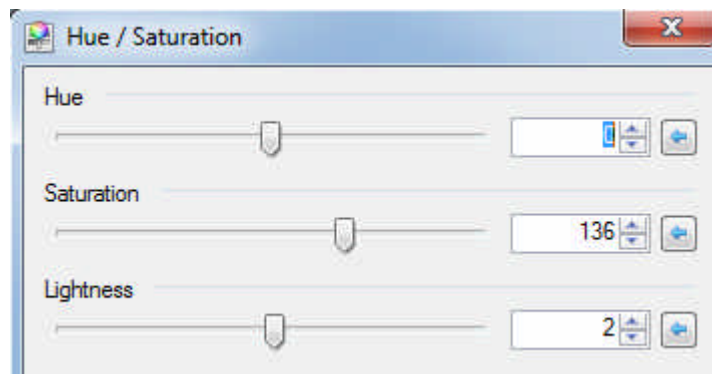 Hue / Saturation
Hue
0
Saturation
136
Lightness
2